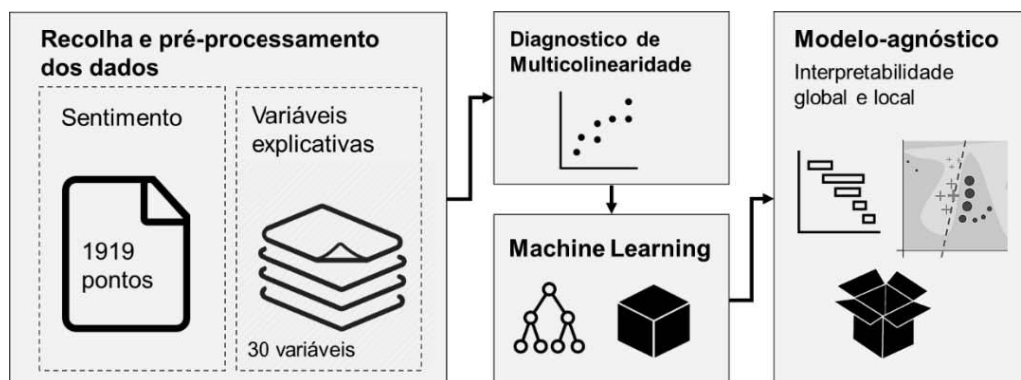 Recolha e pré-processamento
dos dados
Sentimento
1919
pontos
Variáveis
explicativas
30 variáveis
Diagnostico de
Multicolinearidade
Machine Learning
Modelo-agnóstico
Interpretabilidade
global e local